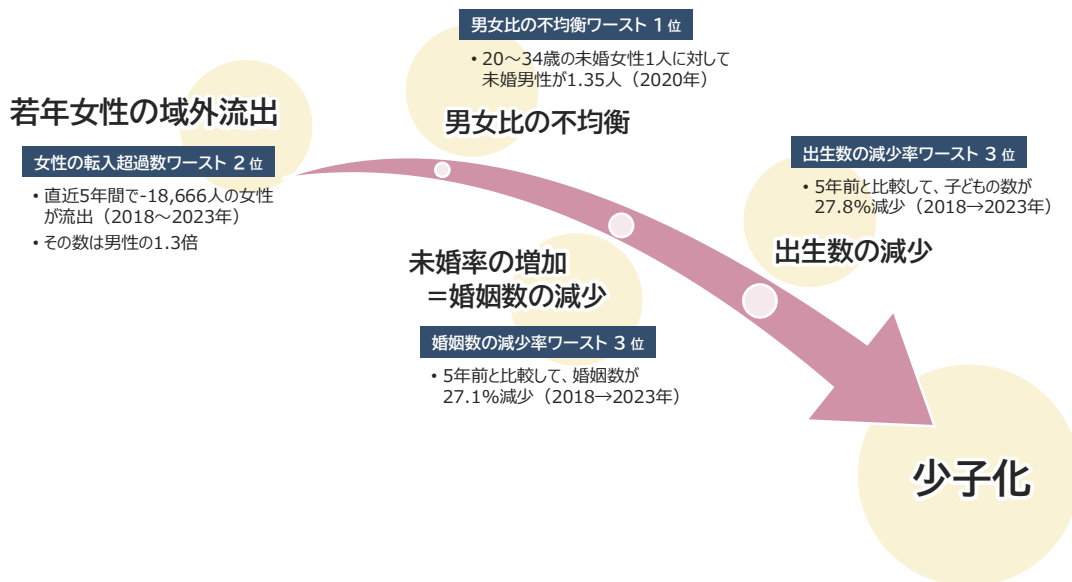 若年女性の域外流出
女性の転入超過数ワースト 2 位
• 直近5年間で-18,666人の女性
が流出（2018～2023年）
• その数は男性の1.3倍
男女比の不均衡ワースト 1 位
• 20～34歳の未婚女性1人に対して
未婚男性が1.35人（2020年）
男女比の不均衡
未婚率の増加
＝婚姻数の減少
婚姻数の減少率ワースト 3 位
• 5年前と比較して、婚姻数が
27.1%減少（2018→2023年）
出生数の減少率ワースト 3 位
• 5年前と比較して、子どもの数が
27.8%減少（2018→2023年）
出生数の減少
少子化